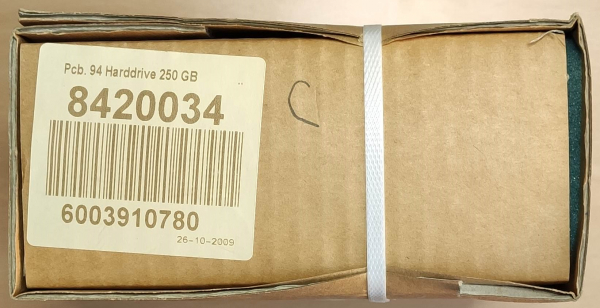 Pcb. 94 Harddrive 250 GB
8420034
6003910780
26-10-2009
C